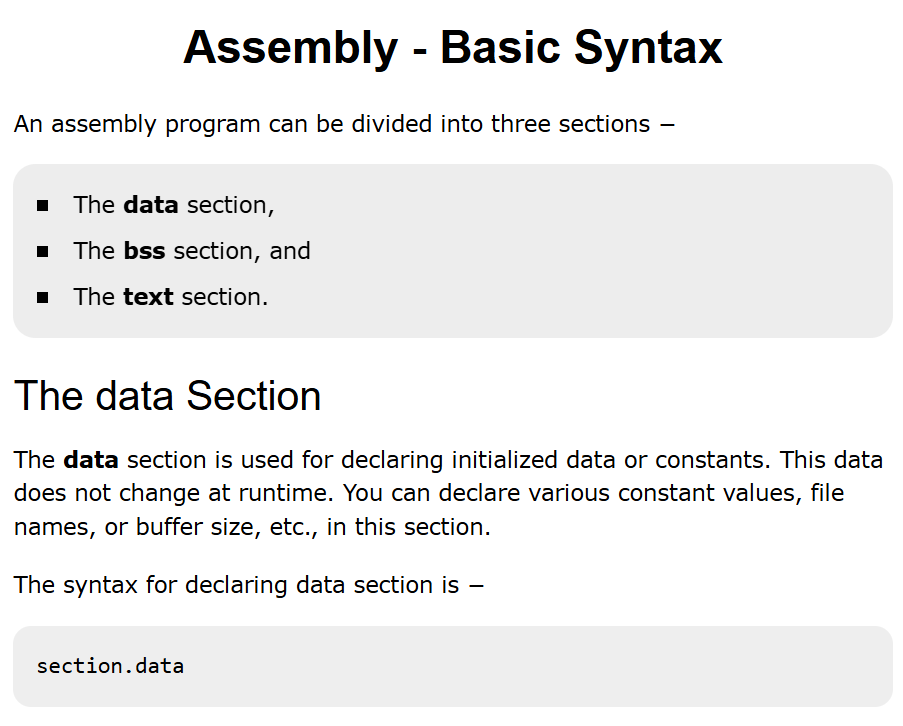 Assembly - Basic Syntax
An assembly program can be divided into three sections −
The data section,
The bss section, and
The text section.
The data Section
The data section is used for declaring initialized data or constants. This data
does not change at runtime. You can declare various constant values, file
names, or buffer size, etc., in this section.
The syntax for declaring data section is −
section.data